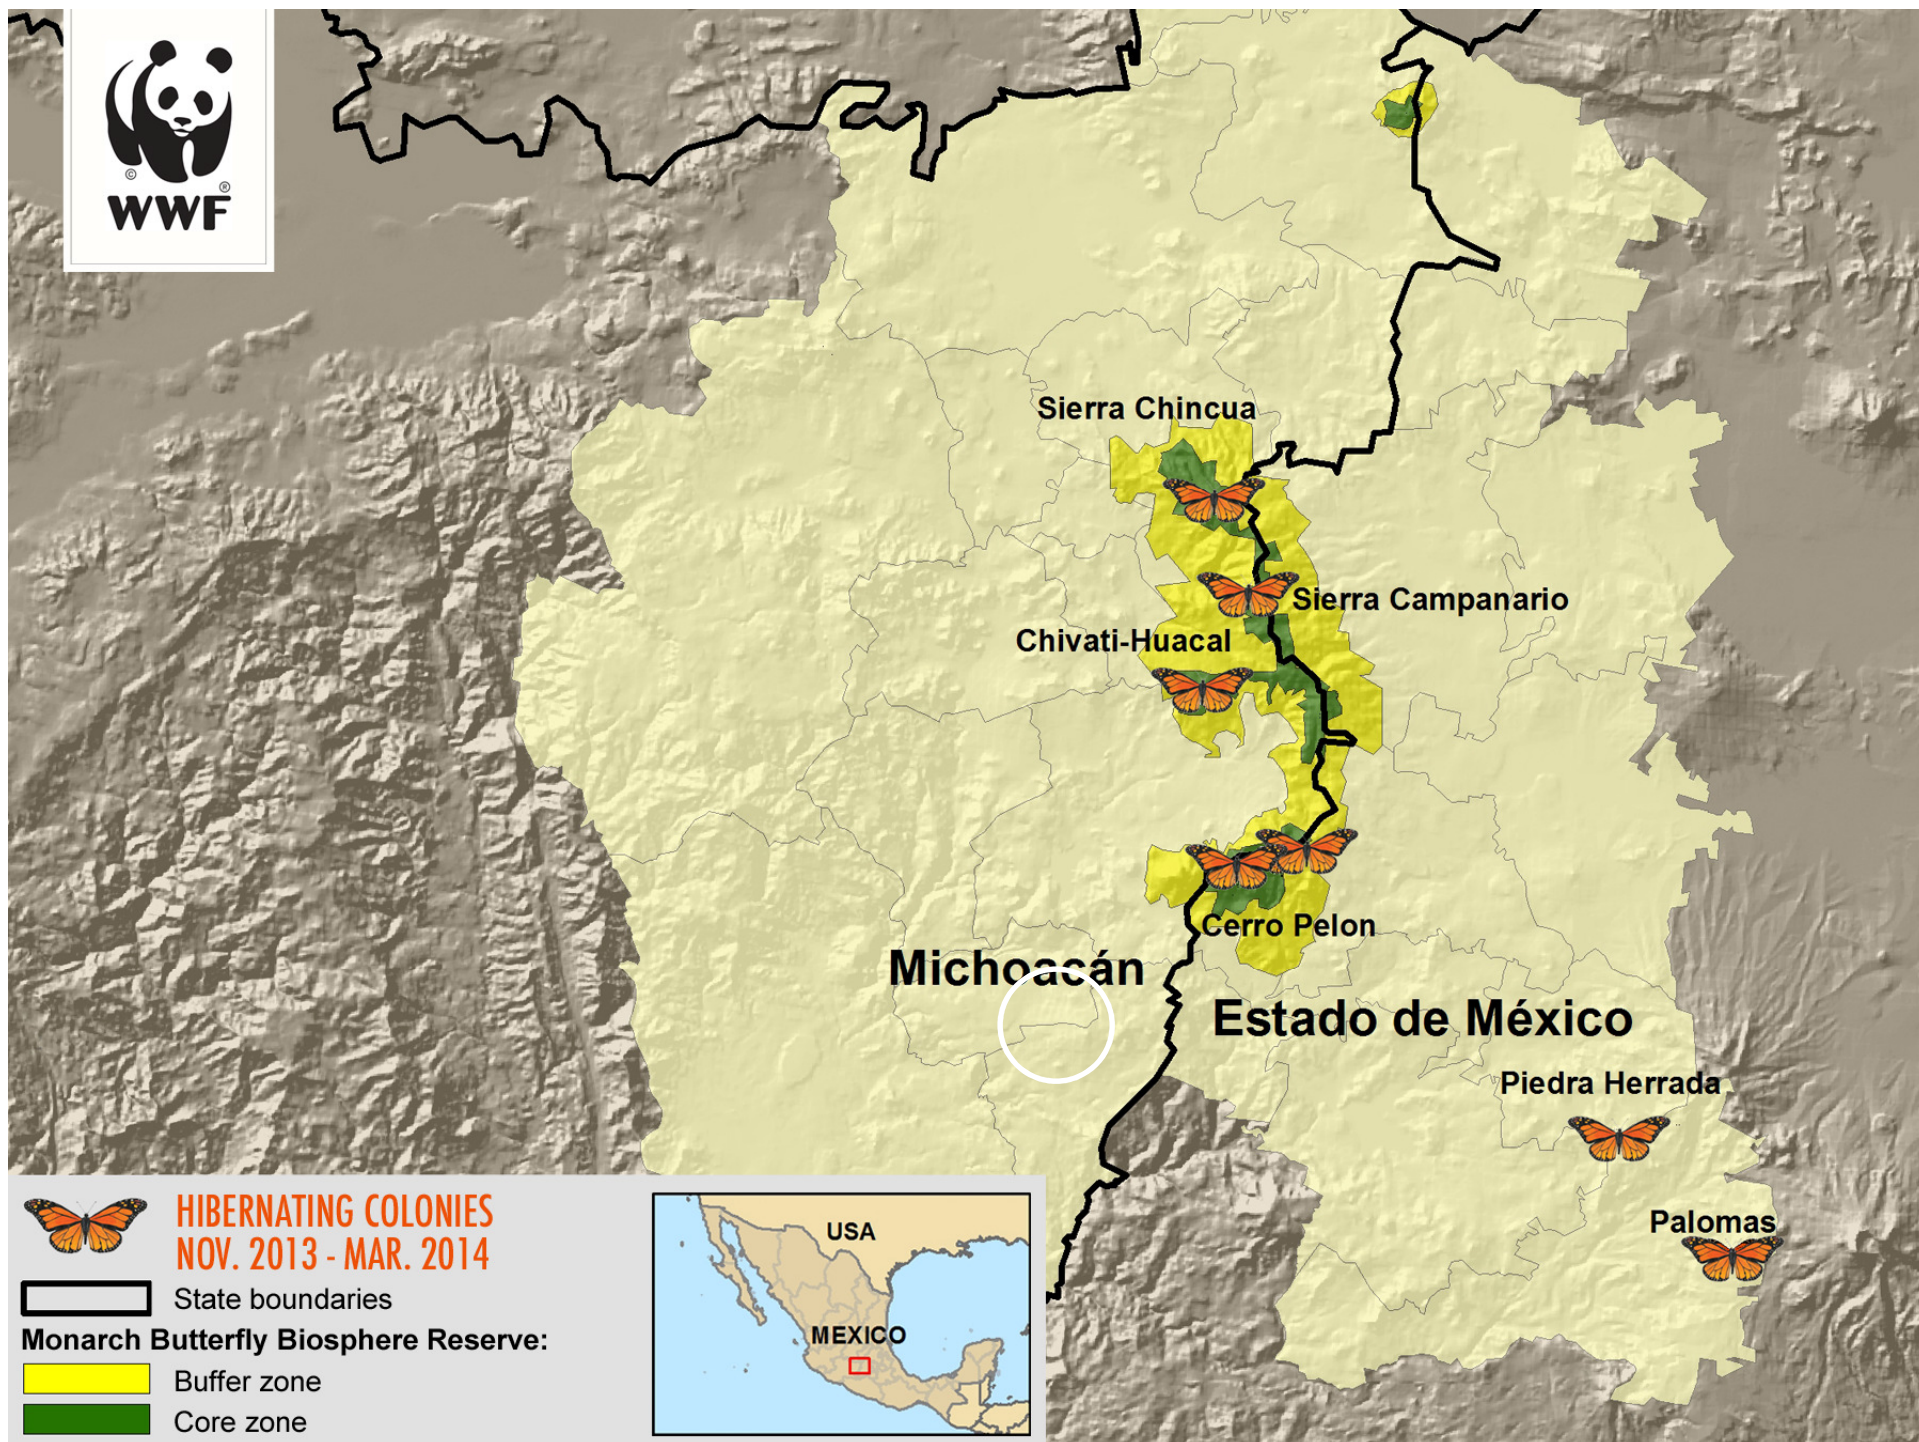 © ®
WWF
Sierra Chincua
Sierra Campanario
Chivati-Huacal
Cerro Pelon
Michoacán
Estado de México
Piedra Herrada
Palomas
HIBERNATING COLONIES
NOV. 2013 - MAR. 2014
State boundaries
Monarch Butterfly Biosphere Reserve:
Buffer zone
Core zone
USA
MEXICO